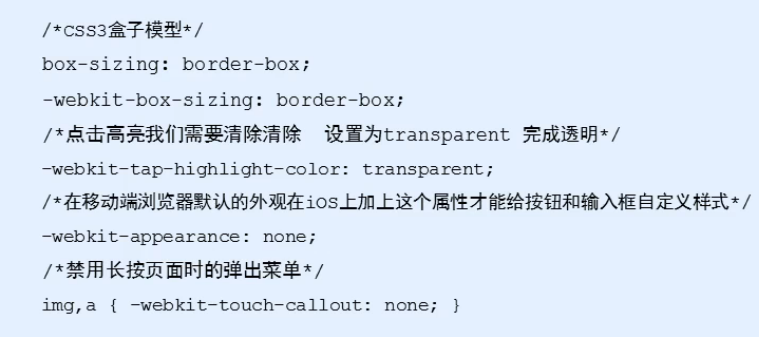 /*CSS3盒子模型*/
box-sizing: border-box;
-webkit-box-sizing: border-box;
/*点击高亮我们需要清除清除  设置为transparent 完成透明*/
-webkit-tap-highlight-color: transparent;
/*在移动端浏览器默认的外观在iOS上加上这个属性才能给按钮和输入框自定义样式*/
-webkit-appearance: none;
/*禁用长按页面时的弹出菜单*/
img,a { -webkit-touch-callout: none; }